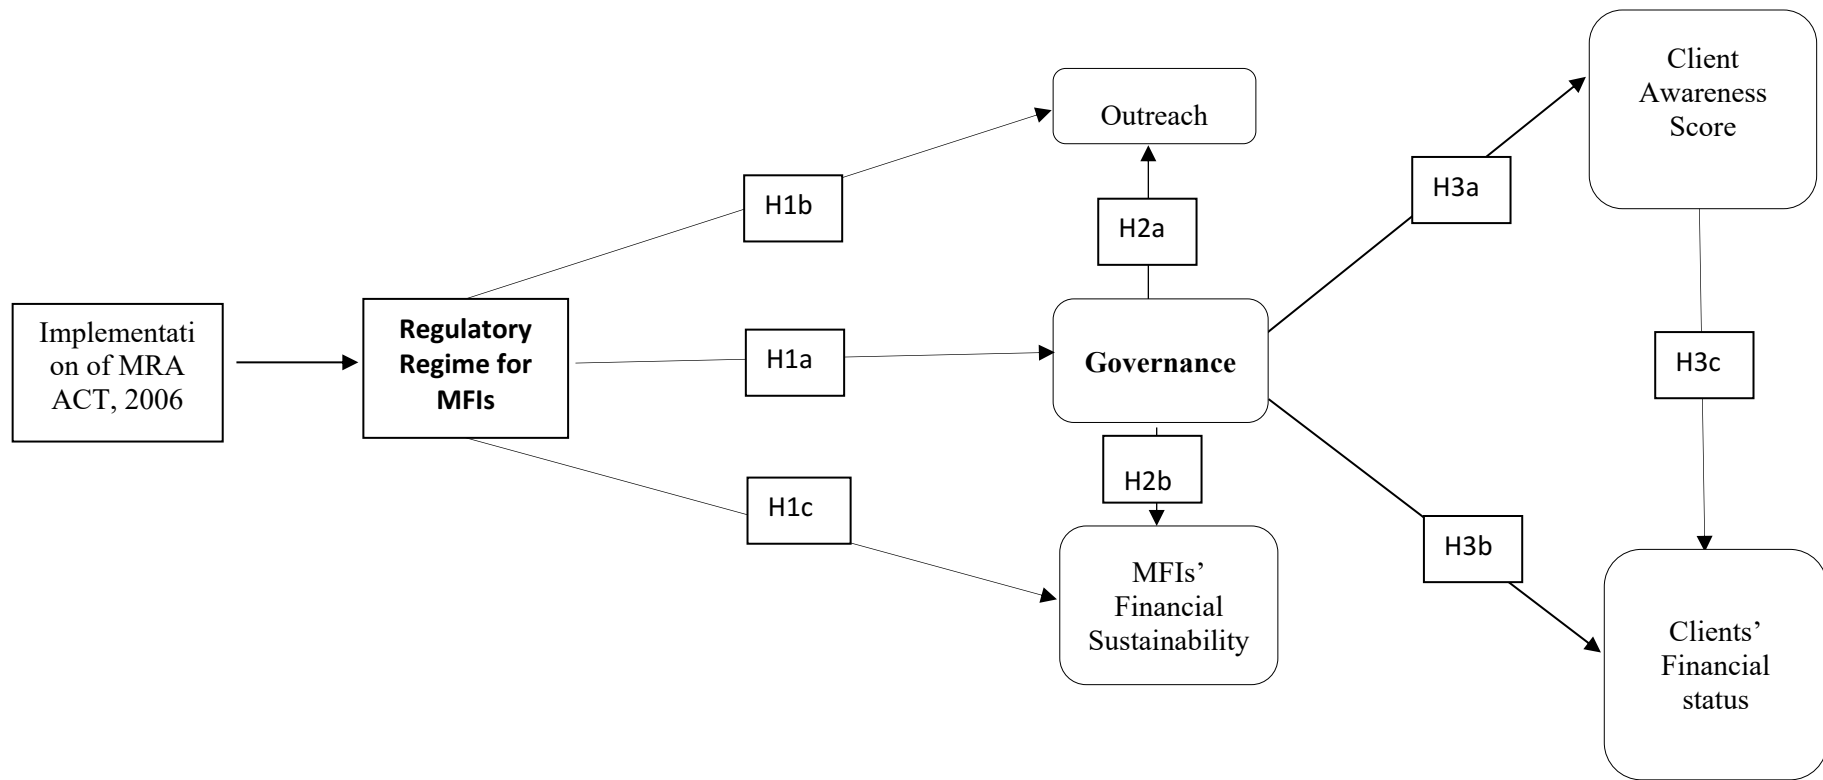 Implementati
on of MRA
ACT, 2006
Regulatory
Regime for
MFIs
H1b
H1a
H1c
Outreach
H2a
Governance
H2b
MFIs’
Financial
Sustainability
H3a
H3b
Client
Awareness
Score
H3c
Clients’
Financial
status